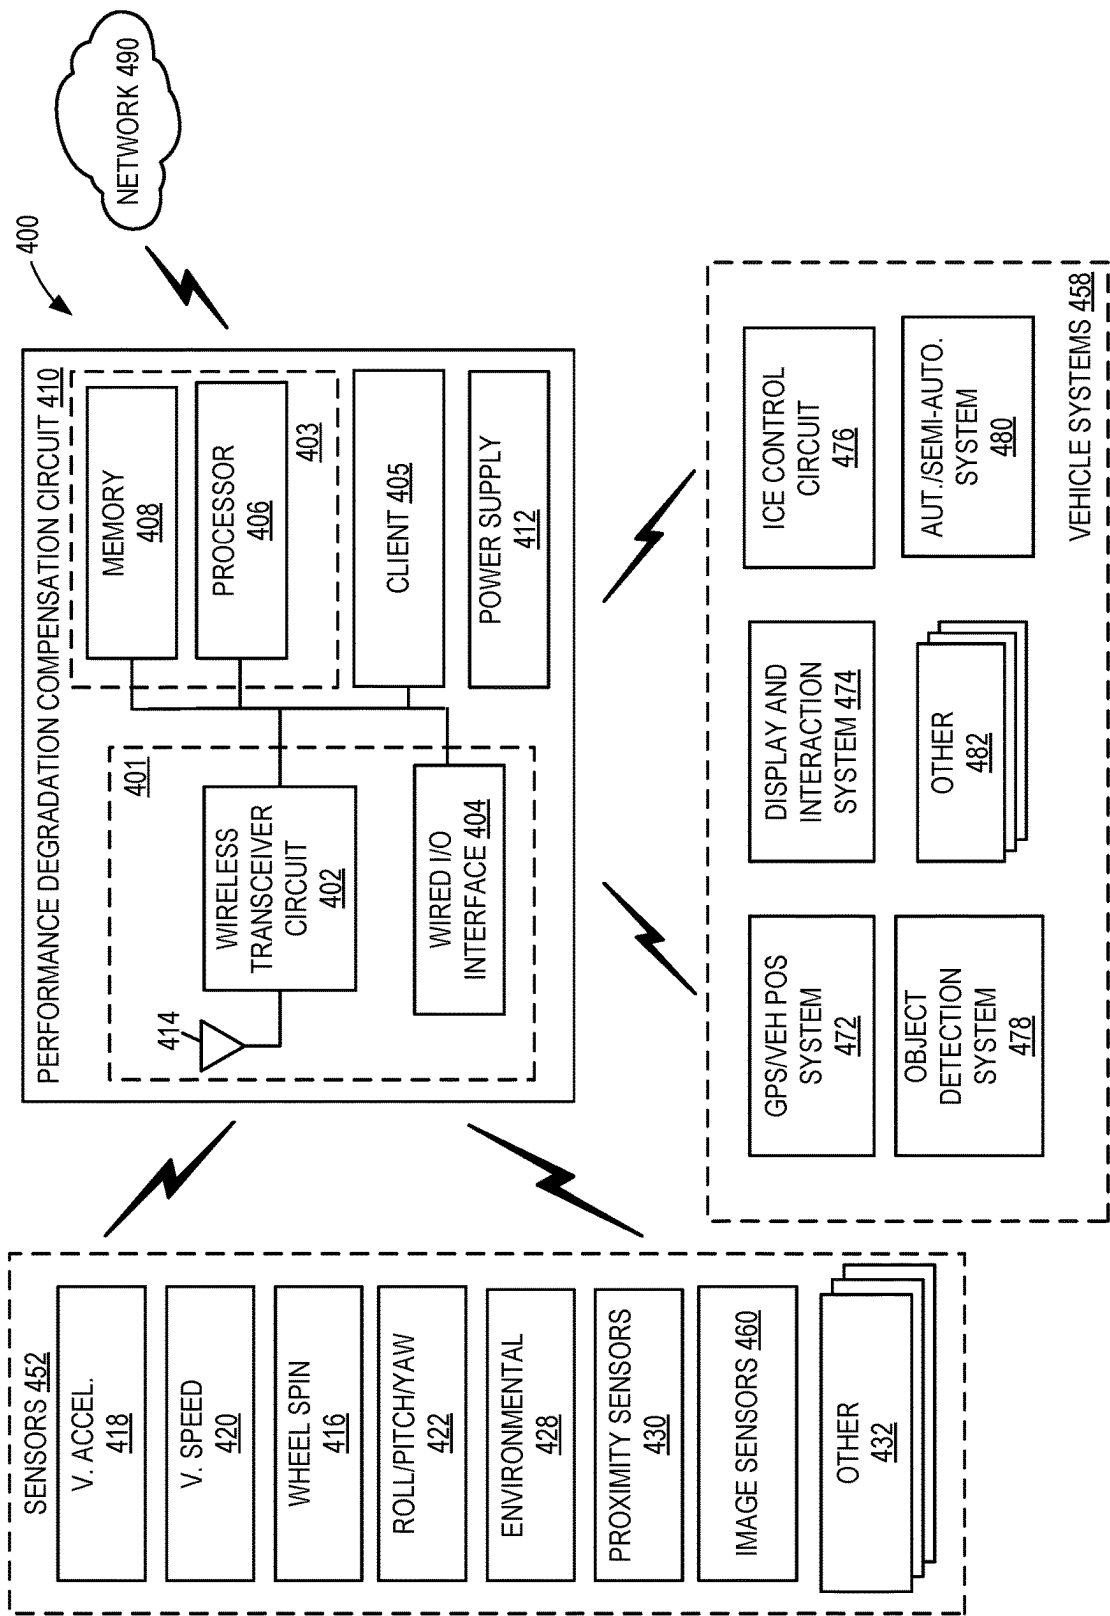 400
NETWORK 490
SENSORS 452
V. ACCEL.
418
V. SPEED
420
WHEEL SPIN
416
ROLL/PITCH/YAW
422
ENVIRONMENTAL
428
PROXIMITY SENSORS
430
IMAGE SENSORS 460
OTHER
432
PERFORMANCE DEGRADATION COMPENSATION CIRCUIT 410
401
414
WIRELESS
TRANSCEIVER
CIRCUIT
402
WIRED I/O
INTERFACE 404
MEMORY
408
PROCESSOR
406
403
CLIENT 405
POWER SUPPLY
412
GPS/VEH POS
SYSTEM
472
DISPLAY AND
INTERACTION
SYSTEM 474
ICE CONTROL
CIRCUIT
476
OBJECT
DETECTION
SYSTEM
478
OTHER
482
AUT./SEMI-AUTO.
SYSTEM
480
VEHICLE SYSTEMS 458